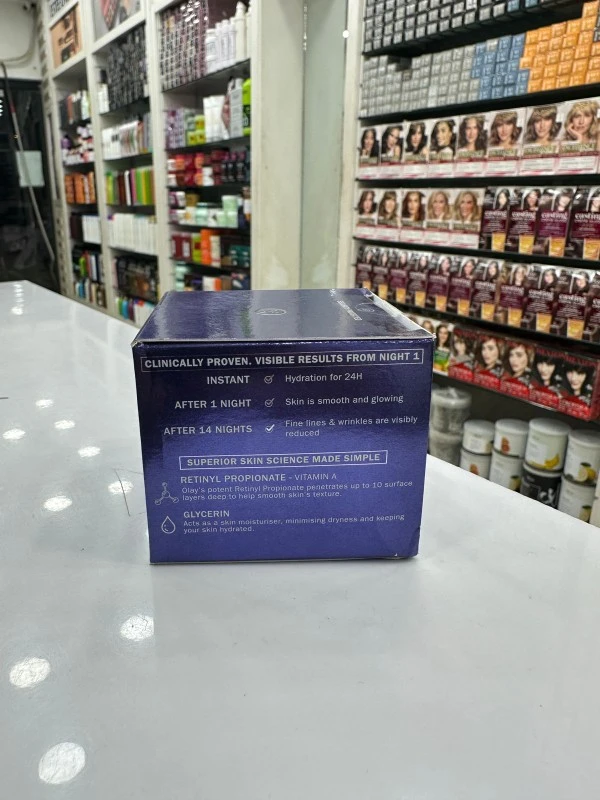 CLINICALLY PROVEN. VISIBLE RESULTS FROM NIGHT 1
INSTANT Hydration for 24H
AFTER 1 NIGHT Skin is smooth and glowing
AFTER 14 NIGHTS Fine lines & wrinkles are visibly
reduced
SUPERIOR SKIN SCIENCE MADE SIMPLE
RETINYL PROPIONATE - VITAMIN A
Olay's potent Retinyl Propionate penetrates up to 10 surface
layers deep to help smooth skin's texture.
GLYCERIN
Acts as a skin moisturiser, minimising dryness and keeping
your skin hydrated.
casting
casting
casting